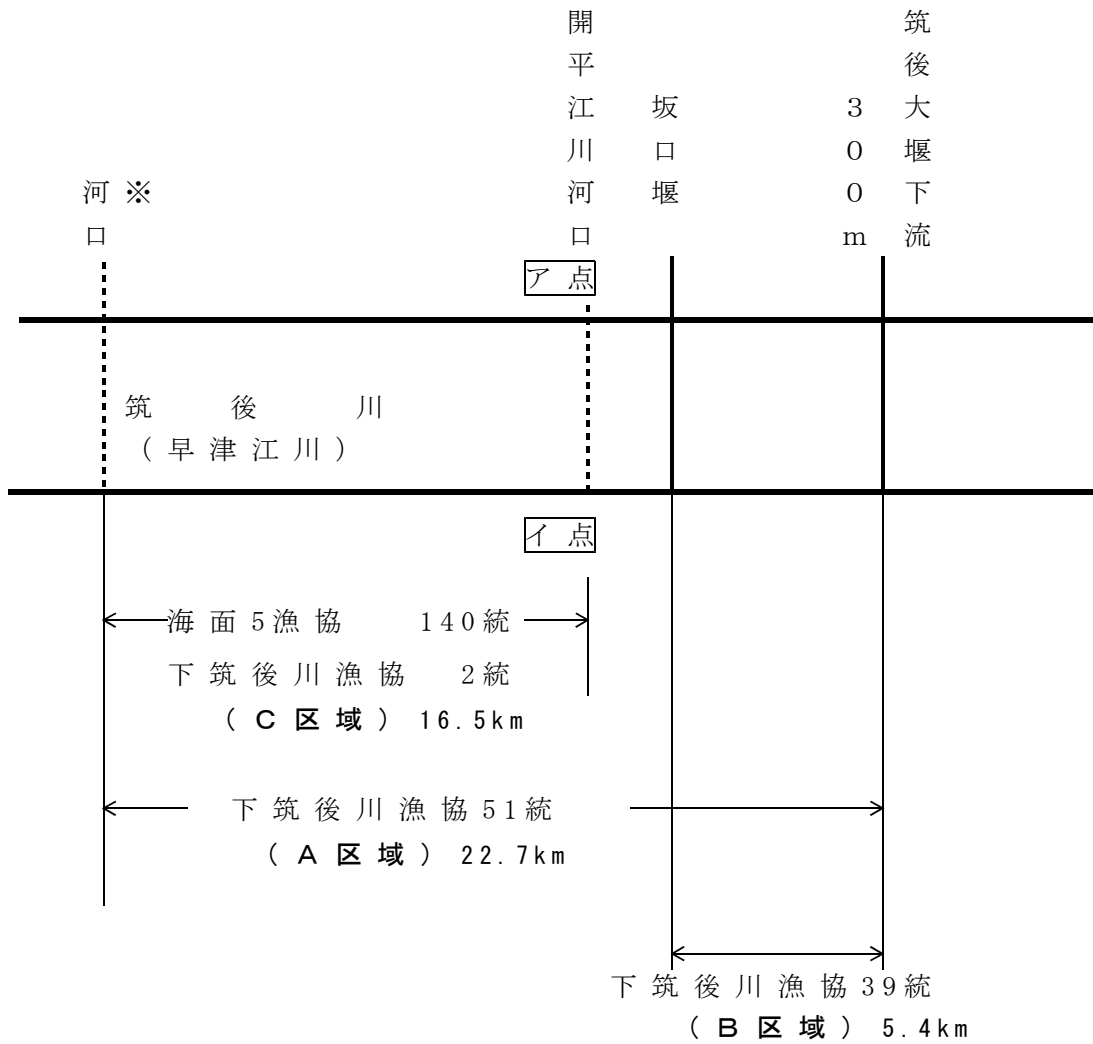 河口※
開平江川河口
坂口堰
筑後大堰下流
300m
ア点
筑後川
(早津江川)
イ点
海面5漁協 140統
下筑後川漁協 2統
(C区域) 16.5km
下筑後川漁協51統
(A区域) 22.7km
下筑後川漁協39統
(B区域) 5.4km